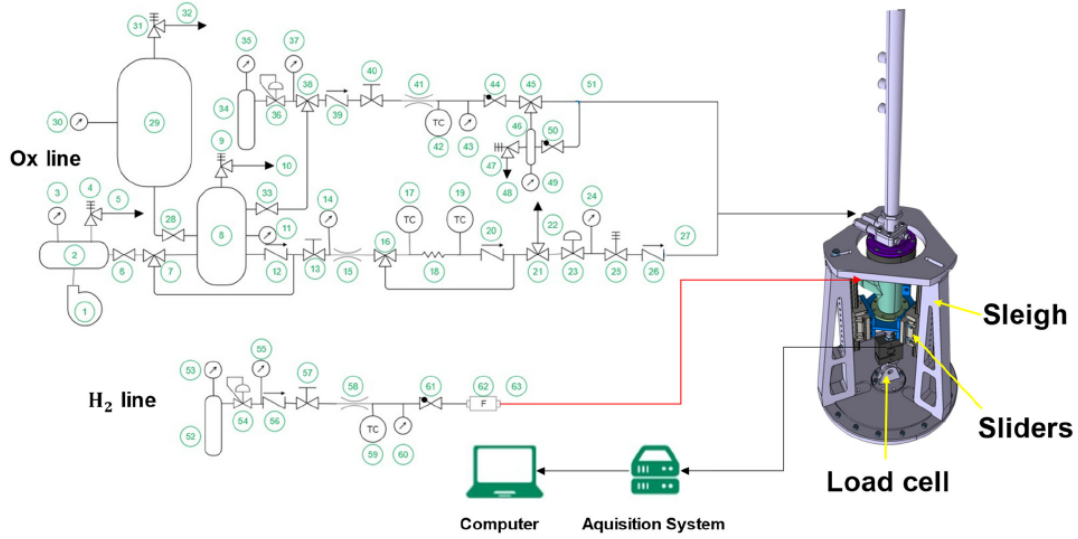 31 32
35 37 40 41 44 45 51
38
34 36 39
30 29
9 46 50
TC
42 43 47
10 48 49
Ox line
3 4 5 33 14 17 19 24
28 11 TC TC 22
2 8 16 20 27
6 7 12 13 15 18 21 23 25 26
1
Sleigh
53 55 57 58 61 62 63
H₂ line
F
54 56
52 TC
59 60
Sliders
Load cell
Computer
Aquisition System